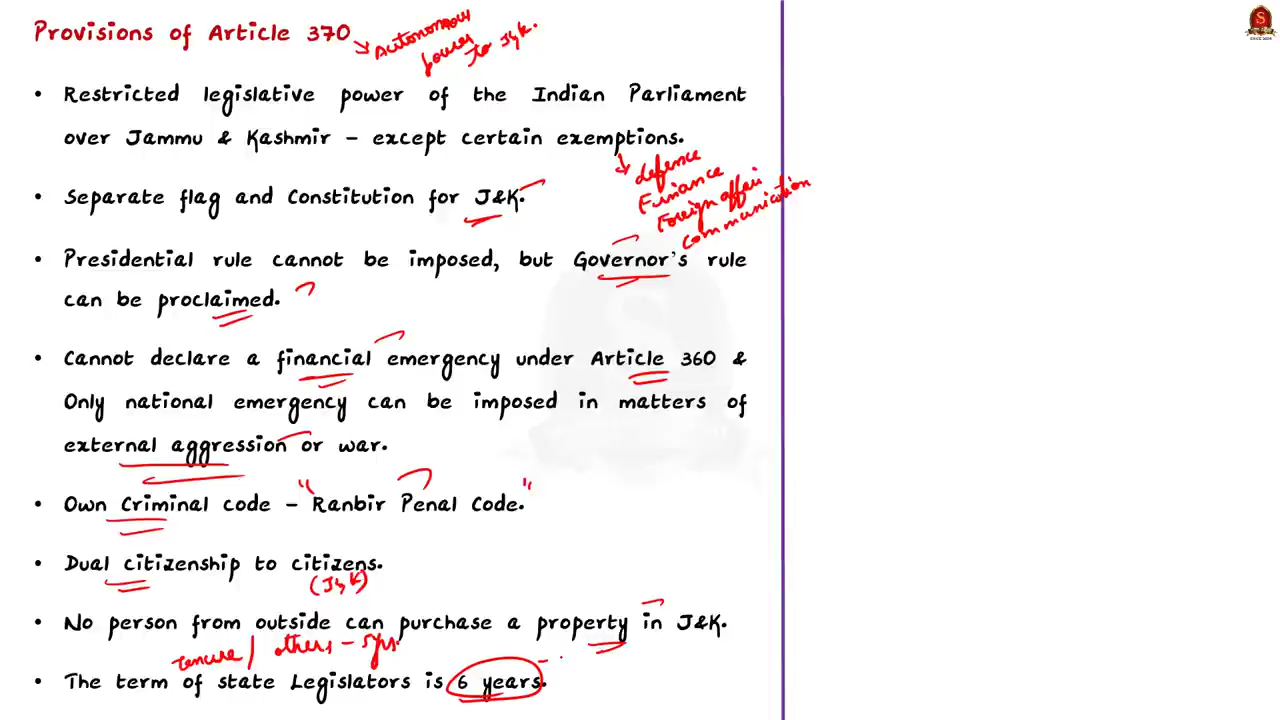 Provisions of Article 370
Autonomous
power
to J&K.
• Restricted legislative power of the Indian Parliament
over Jammu & Kashmir – except certain exemptions.
defence
Finance
Foreign affair
communication
• Separate flag and Constitution for J&K.
• Presidential rule cannot be imposed, but Governor's rule
can be proclaimed.
• Cannot declare a financial emergency under Article 360 &
Only national emergency can be imposed in matters of
external aggression or war.
• Own Criminal code – "Ranbir Penal Code."
• Dual citizenship to citizens.
(J&K)
• No person from outside can purchase a property in J&K.
tenure / others – 5yrs.
• The term of state Legislators is 6 years.